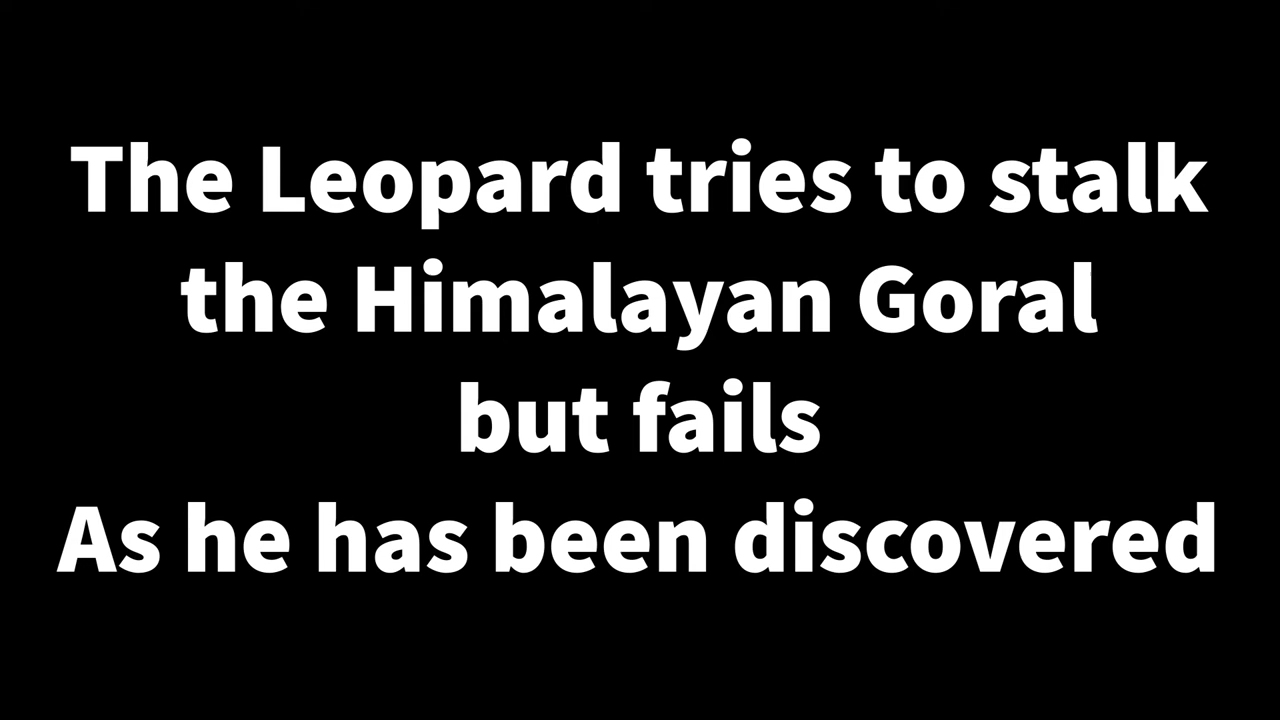 The Leopard tries to stalk
the Himalayan Goral
but fails
As he has been discovered